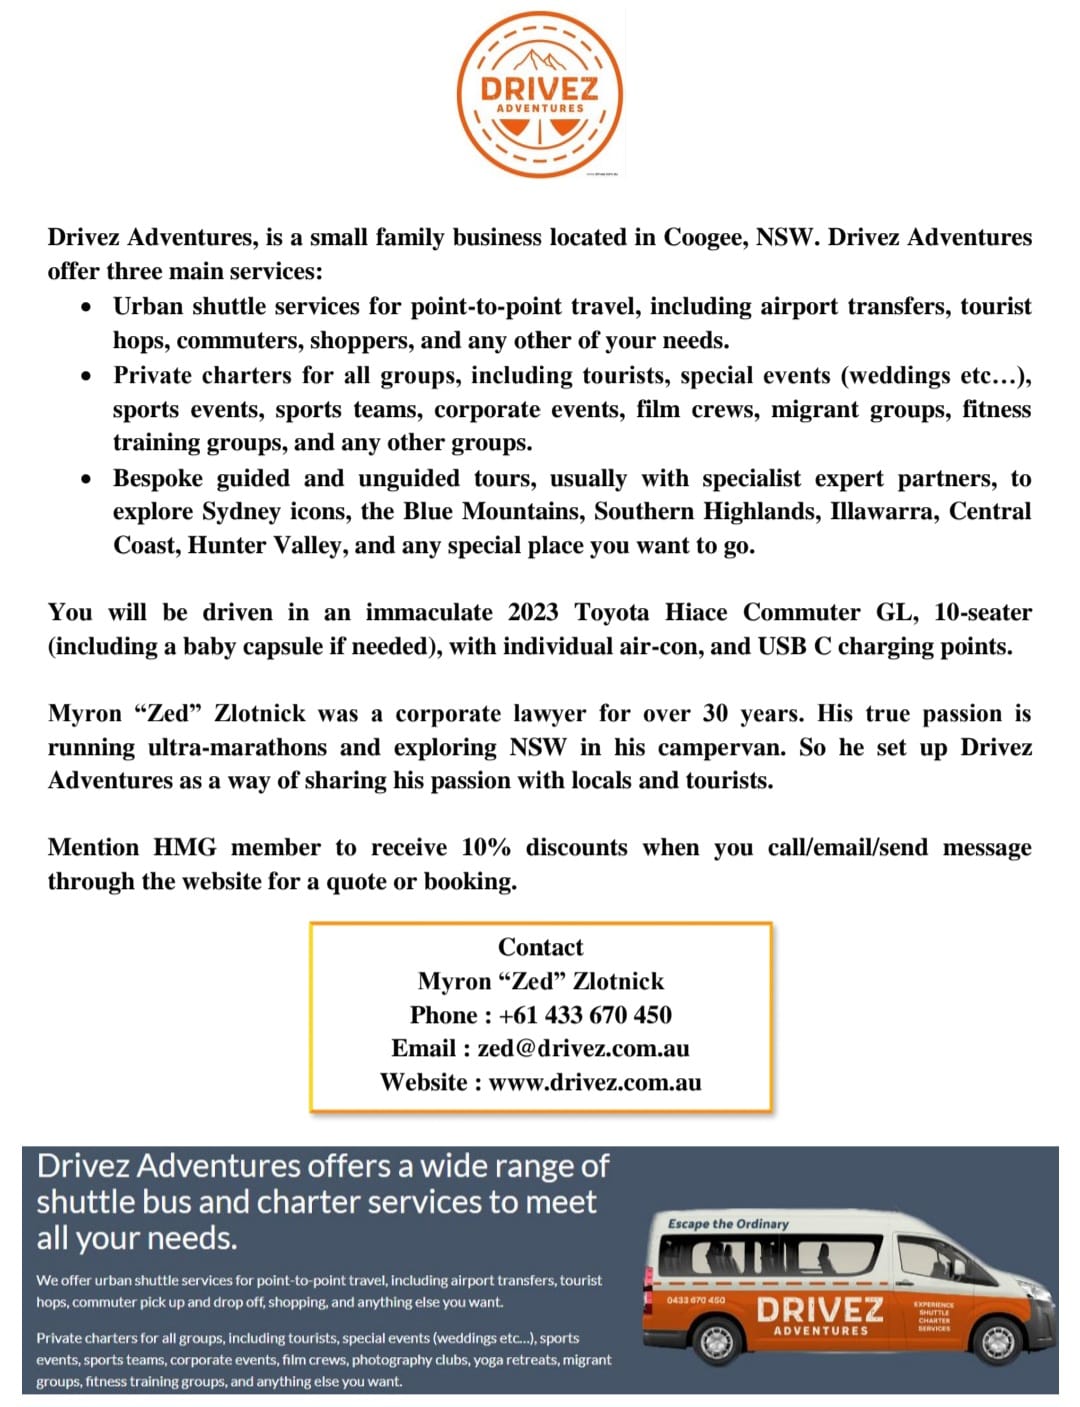 DRIVEZ
ADVENTURES
Drivez Adventures, is a small family business located in Coogee, NSW. Drivez Adventures
offer three main services:
• Urban shuttle services for point-to-point travel, including airport transfers, tourist
hops, commuters, shoppers, and any other of your needs.
• Private charters for all groups, including tourists, special events (weddings etc…),
sports events, sports teams, corporate events, film crews, migrant groups, fitness
training groups, and any other groups.
• Bespoke guided and unguided tours, usually with specialist expert partners, to
explore Sydney icons, the Blue Mountains, Southern Highlands, Illawarra, Central
Coast, Hunter Valley, and any special place you want to go.
You will be driven in an immaculate 2023 Toyota Hiace Commuter GL, 10-seater
(including a baby capsule if needed), with individual air-con, and USB C charging points.
Myron “Zed” Zlotnick was a corporate lawyer for over 30 years. His true passion is
running ultra-marathons and exploring NSW in his campervan. So he set up Drivez
Adventures as a way of sharing his passion with locals and tourists.
Mention HMG member to receive 10% discounts when you call/email/send message
through the website for a quote or booking.
Contact
Myron “Zed” Zlotnick
Phone : +61 433 670 450
Email : zed@drivez.com.au
Website : www.drivez.com.au
Drivez Adventures offers a wide range of
shuttle bus and charter services to meet
all your needs.
We offer urban shuttle services for point-to-point travel, including airport transfers, tourist
hops, commuter pick up and drop off, shopping, and anything else you want.
Private charters for all groups, including tourists, special events (weddings etc...), sports
events, sports teams, corporate events, film crews, photography clubs, yoga retreats, migrant
groups, fitness training groups, and anything else you want.
Escape the Ordinary
0433 670 450
DRIVEZ
ADVENTURES
EXPERIENCE
SHUTTLE
CHARTER
SERVICES